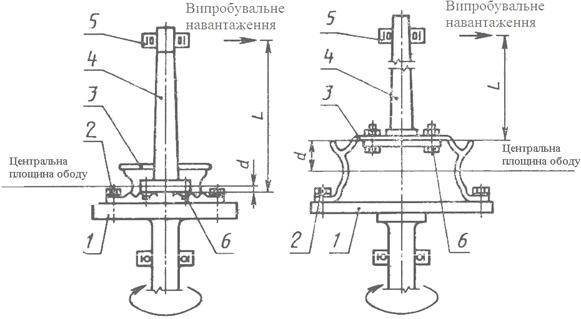 Випробувальне
навантаження
5
4
3
2
L
d
Центральна
площина ободу
1
6
Випробувальне
навантаження
5
4
3
L
d
Центральна
площина ободу
2
1
6